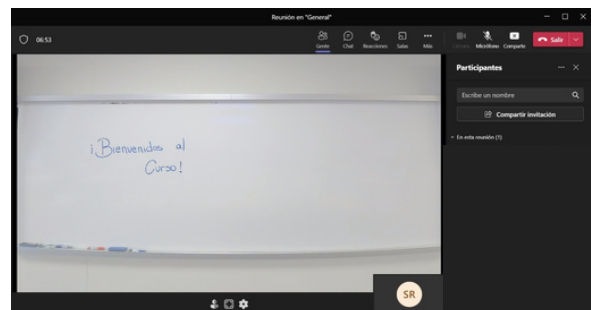 Reunión en "General"
06:53
Gente
Chat
Reacciones
Salas
Más
Cámara
Micrófono
Compartir
Salir
Participantes
Escribe un nombre
Compartir invitación
En esta reunión (1)
¡Bienvenidos al
Curso!
SR